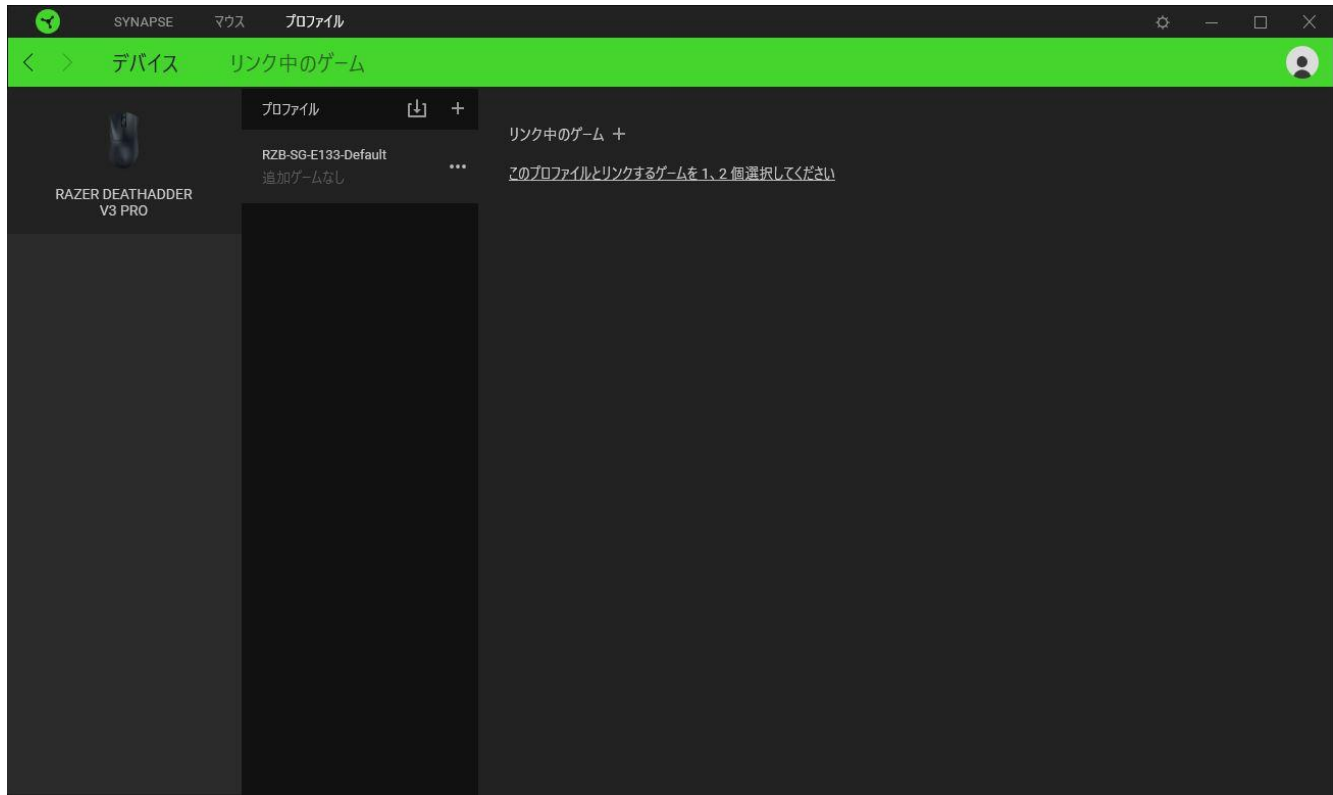 SYNAPSE マウス プロファイル
デバイス リンク中のゲーム
RAZER DEATHADDER
V3 PRO
プロファイル
RZB-SG-E133-Default
追加ゲームなし
リンク中のゲーム
このプロファイルとリンクするゲームを 1、2 個選択してください